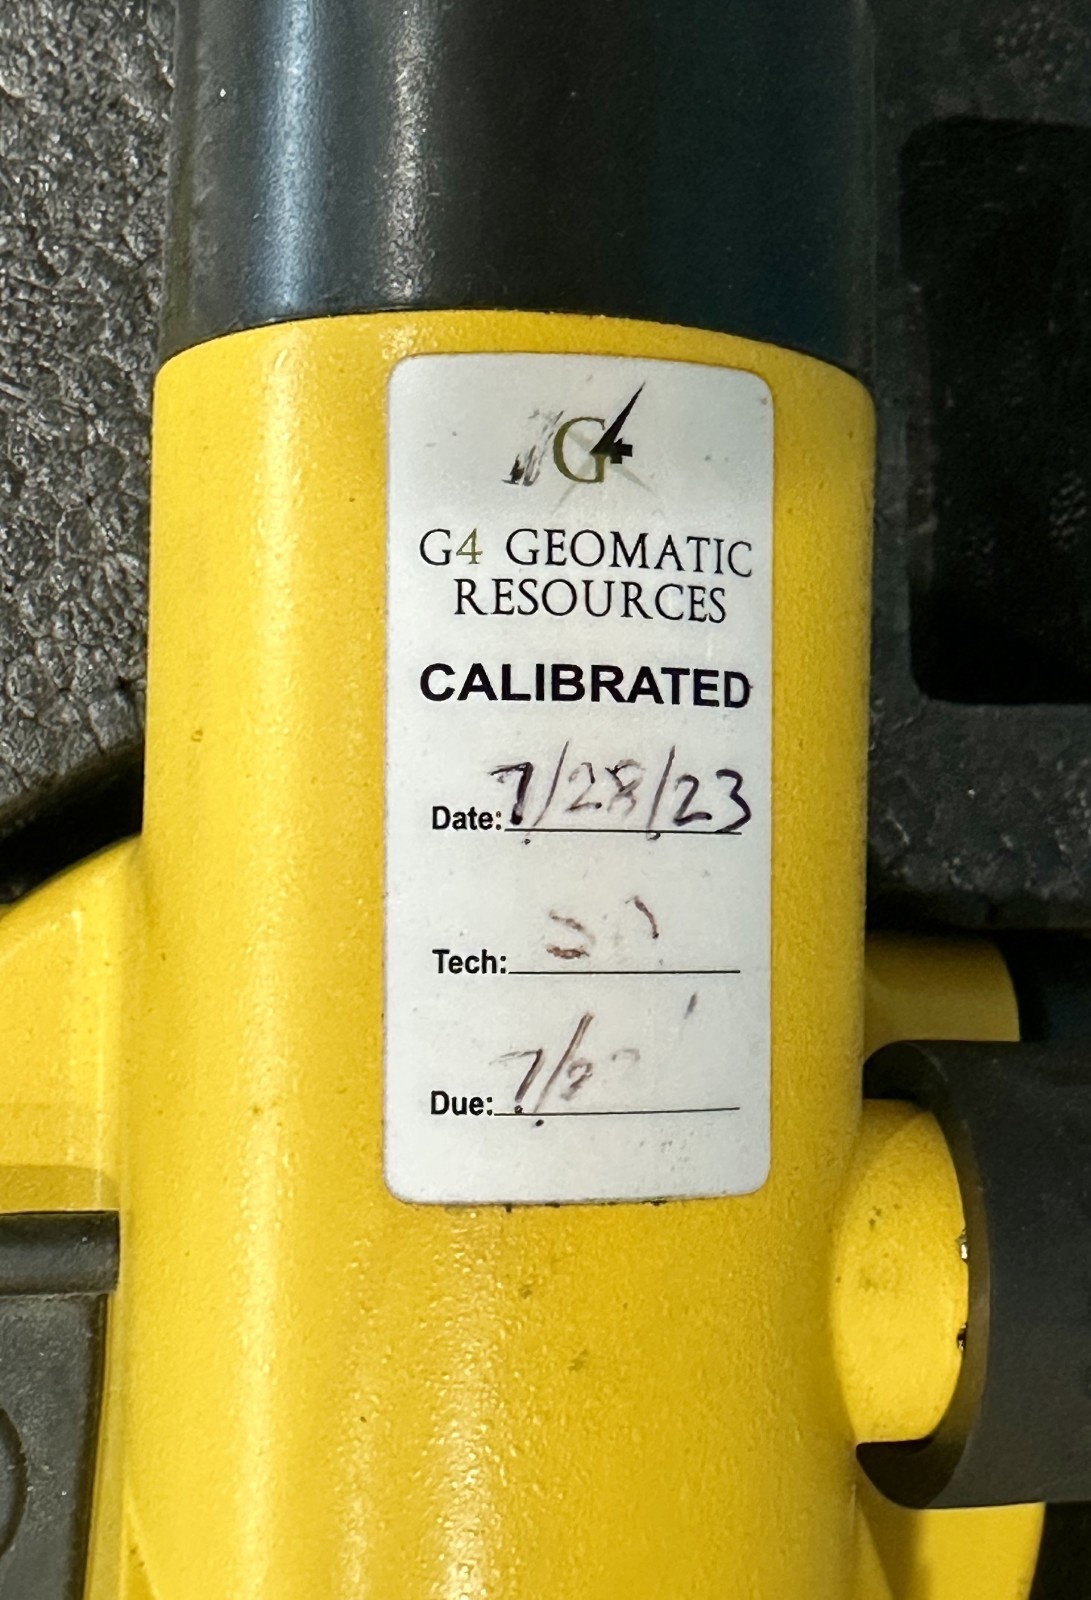 G4
G4 GEOMATIC
RESOURCES
CALIBRATED
Date: 7/28/23
Tech:
Due: